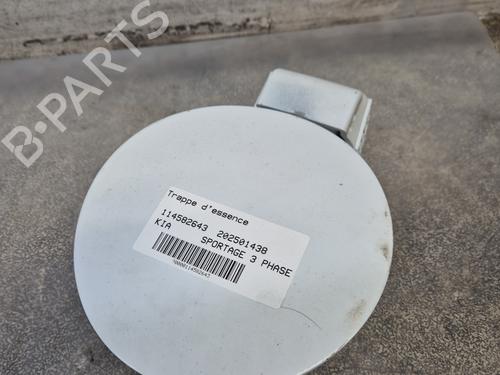 B-PARTS
Trappe d'essence
114582643 202501438
KIA SPORTAGE 3 PHASE